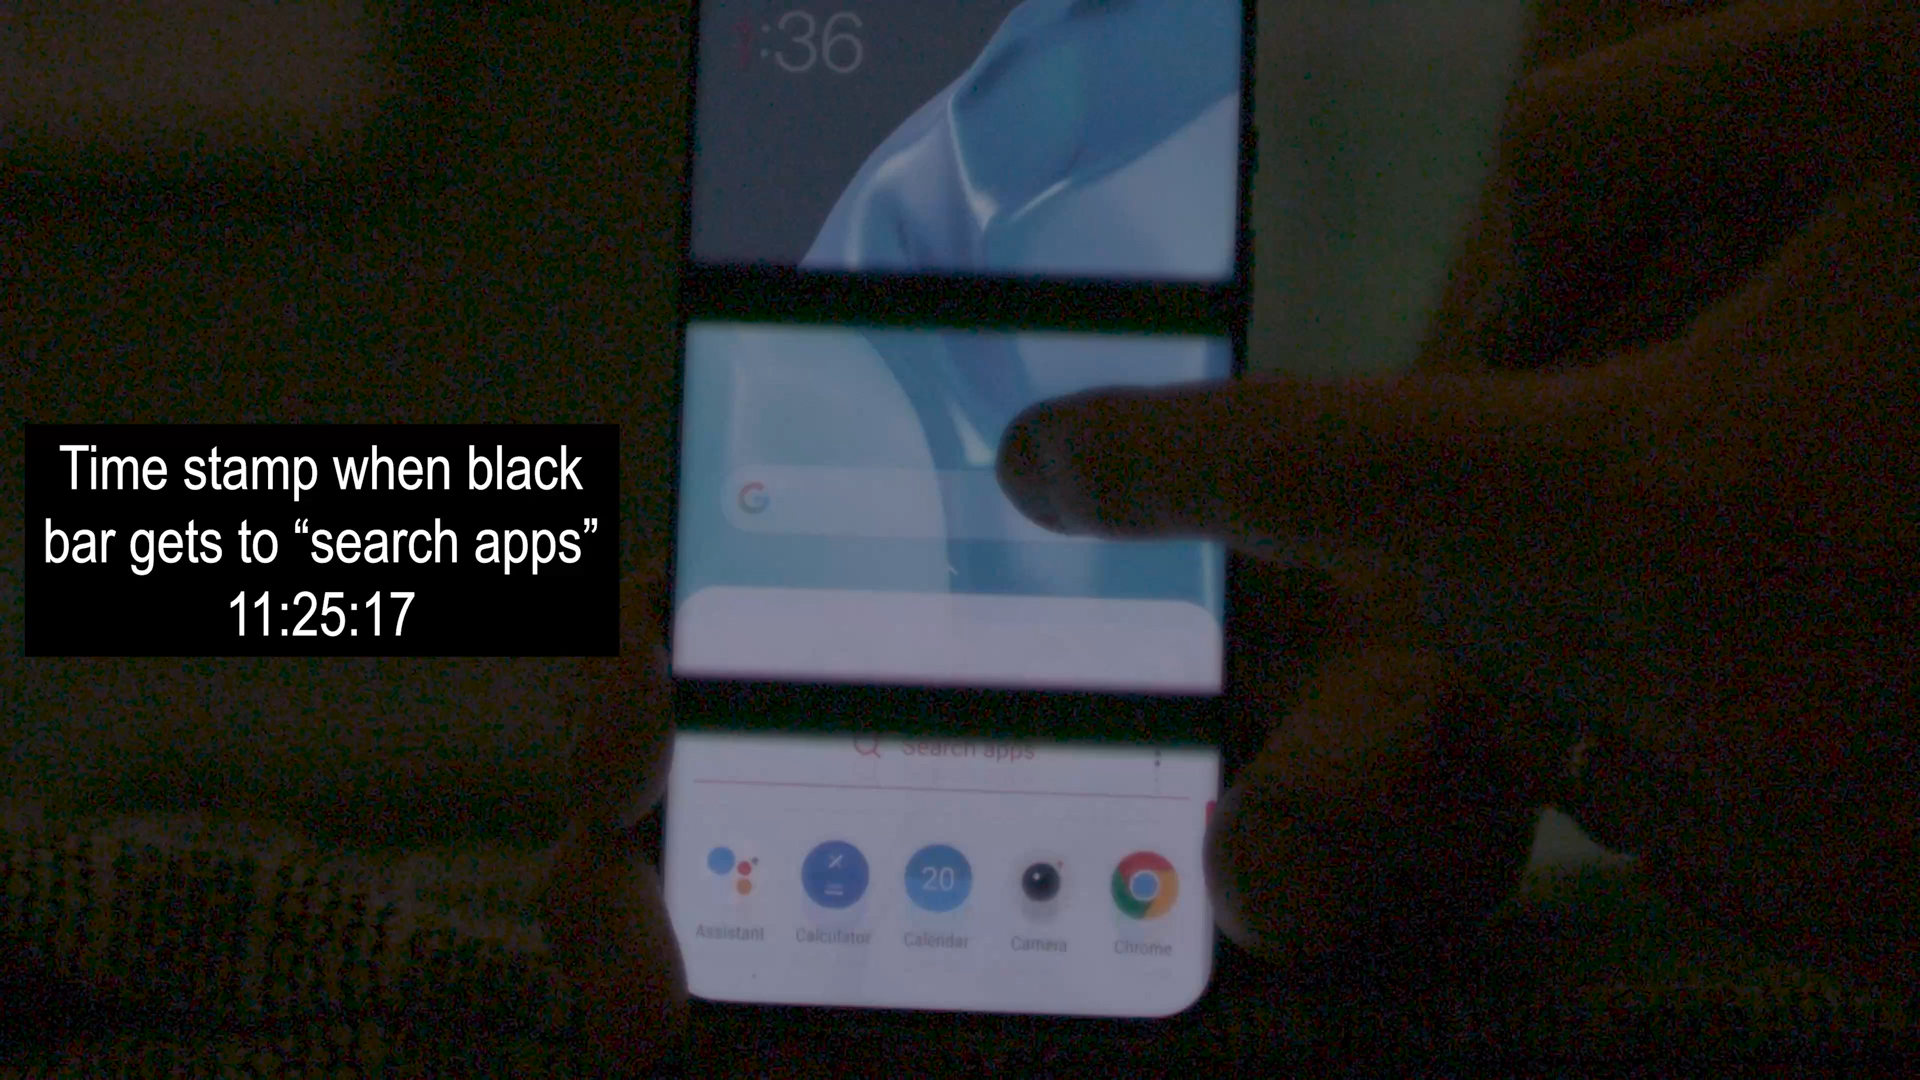 :36
G
Time stamp when black
bar gets to “search apps”
11:25:17
Search apps
20
Assistant Calculator Calendar Camera Chrome